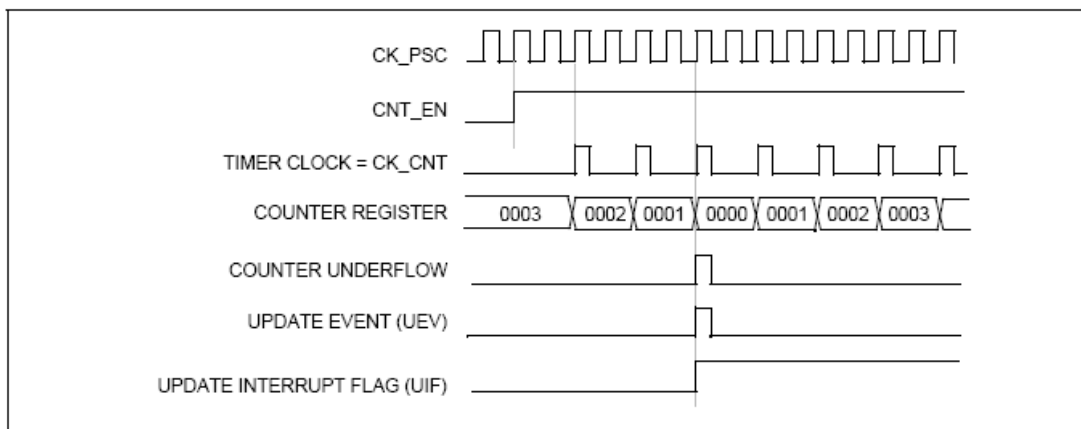 CK_PSC
CNT_EN
TIMER CLOCK = CK_CNT
COUNTER REGISTER 0003 0002 0001 0000 0001 0002 0003
COUNTER UNDERFLOW
UPDATE EVENT (UEV)
UPDATE INTERRUPT FLAG (UIF)